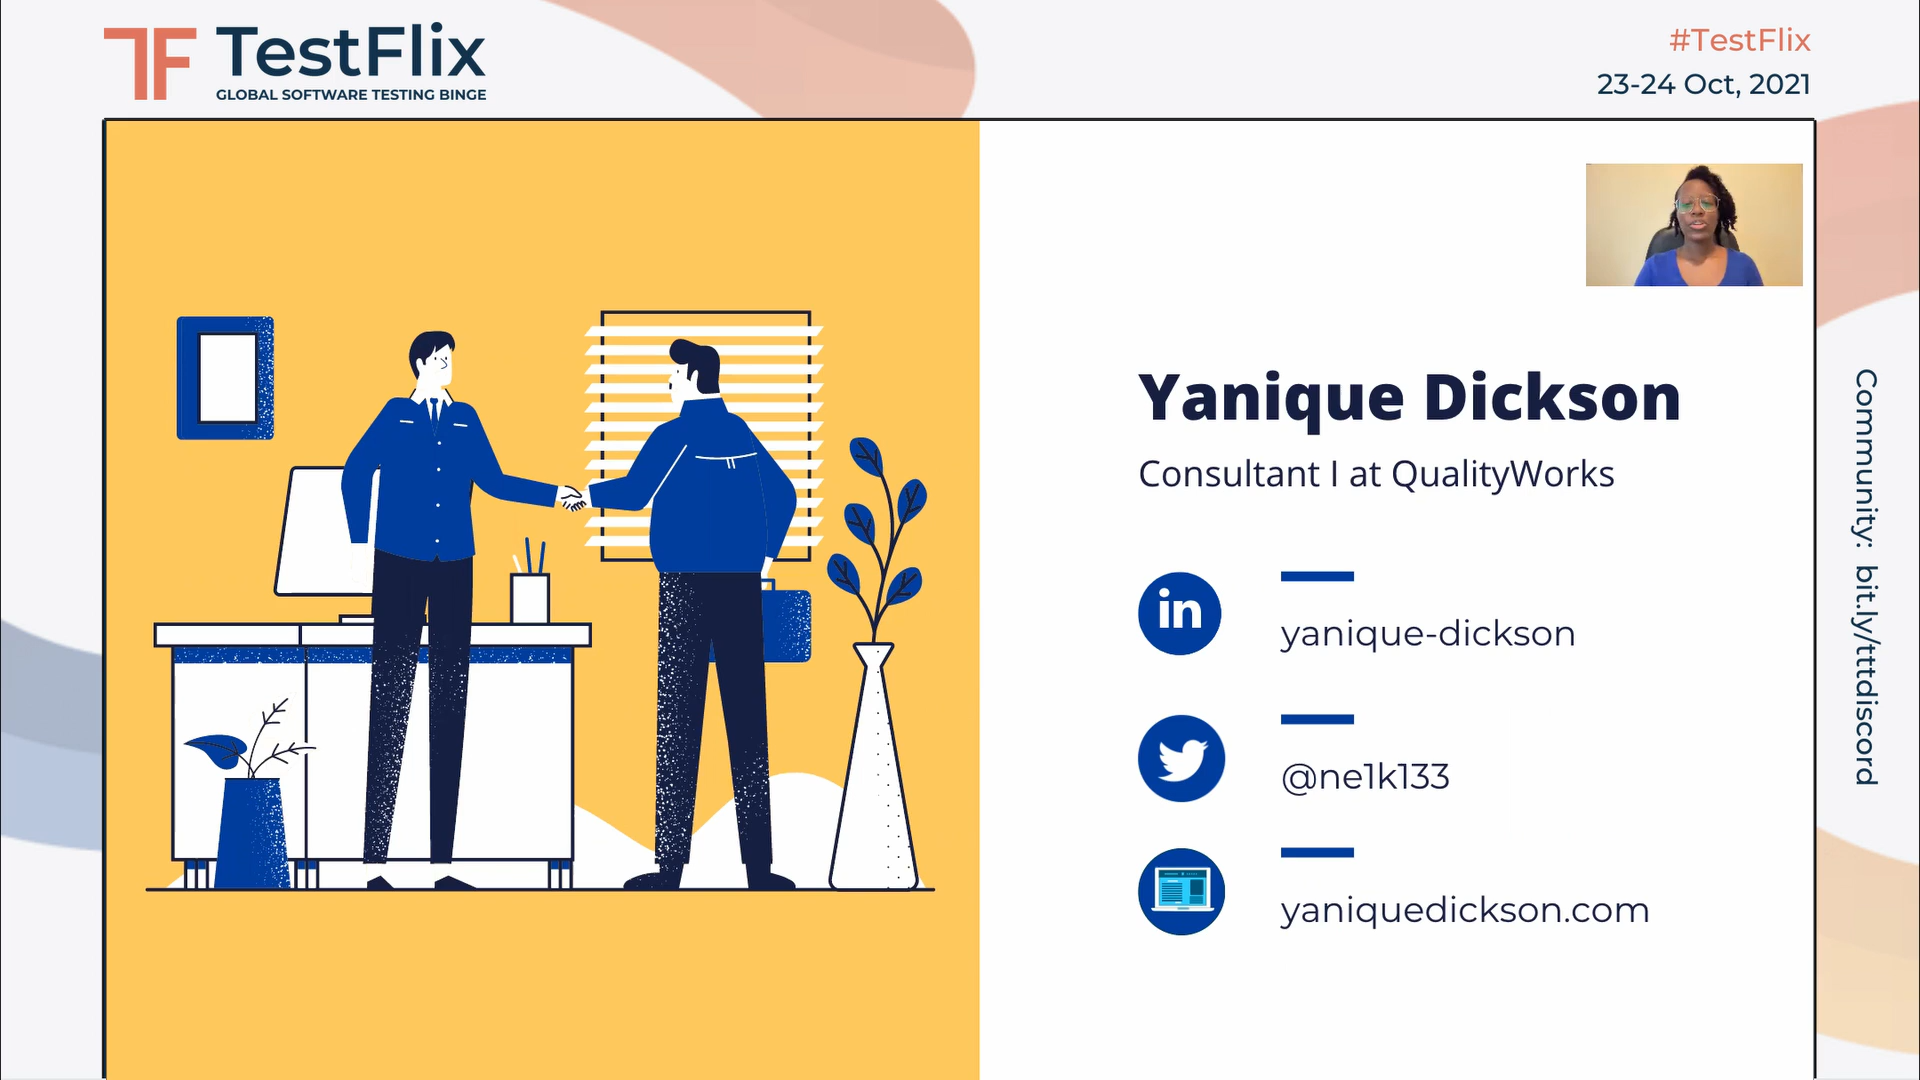 TF TestFlix
GLOBAL SOFTWARE TESTING BINGE
#TestFlix
23-24 Oct, 2021
Yanique Dickson
Consultant I at QualityWorks
in
yanique-dickson
@ne1k133
yaniquedickson.com
Community: bit.ly/tttdiscord